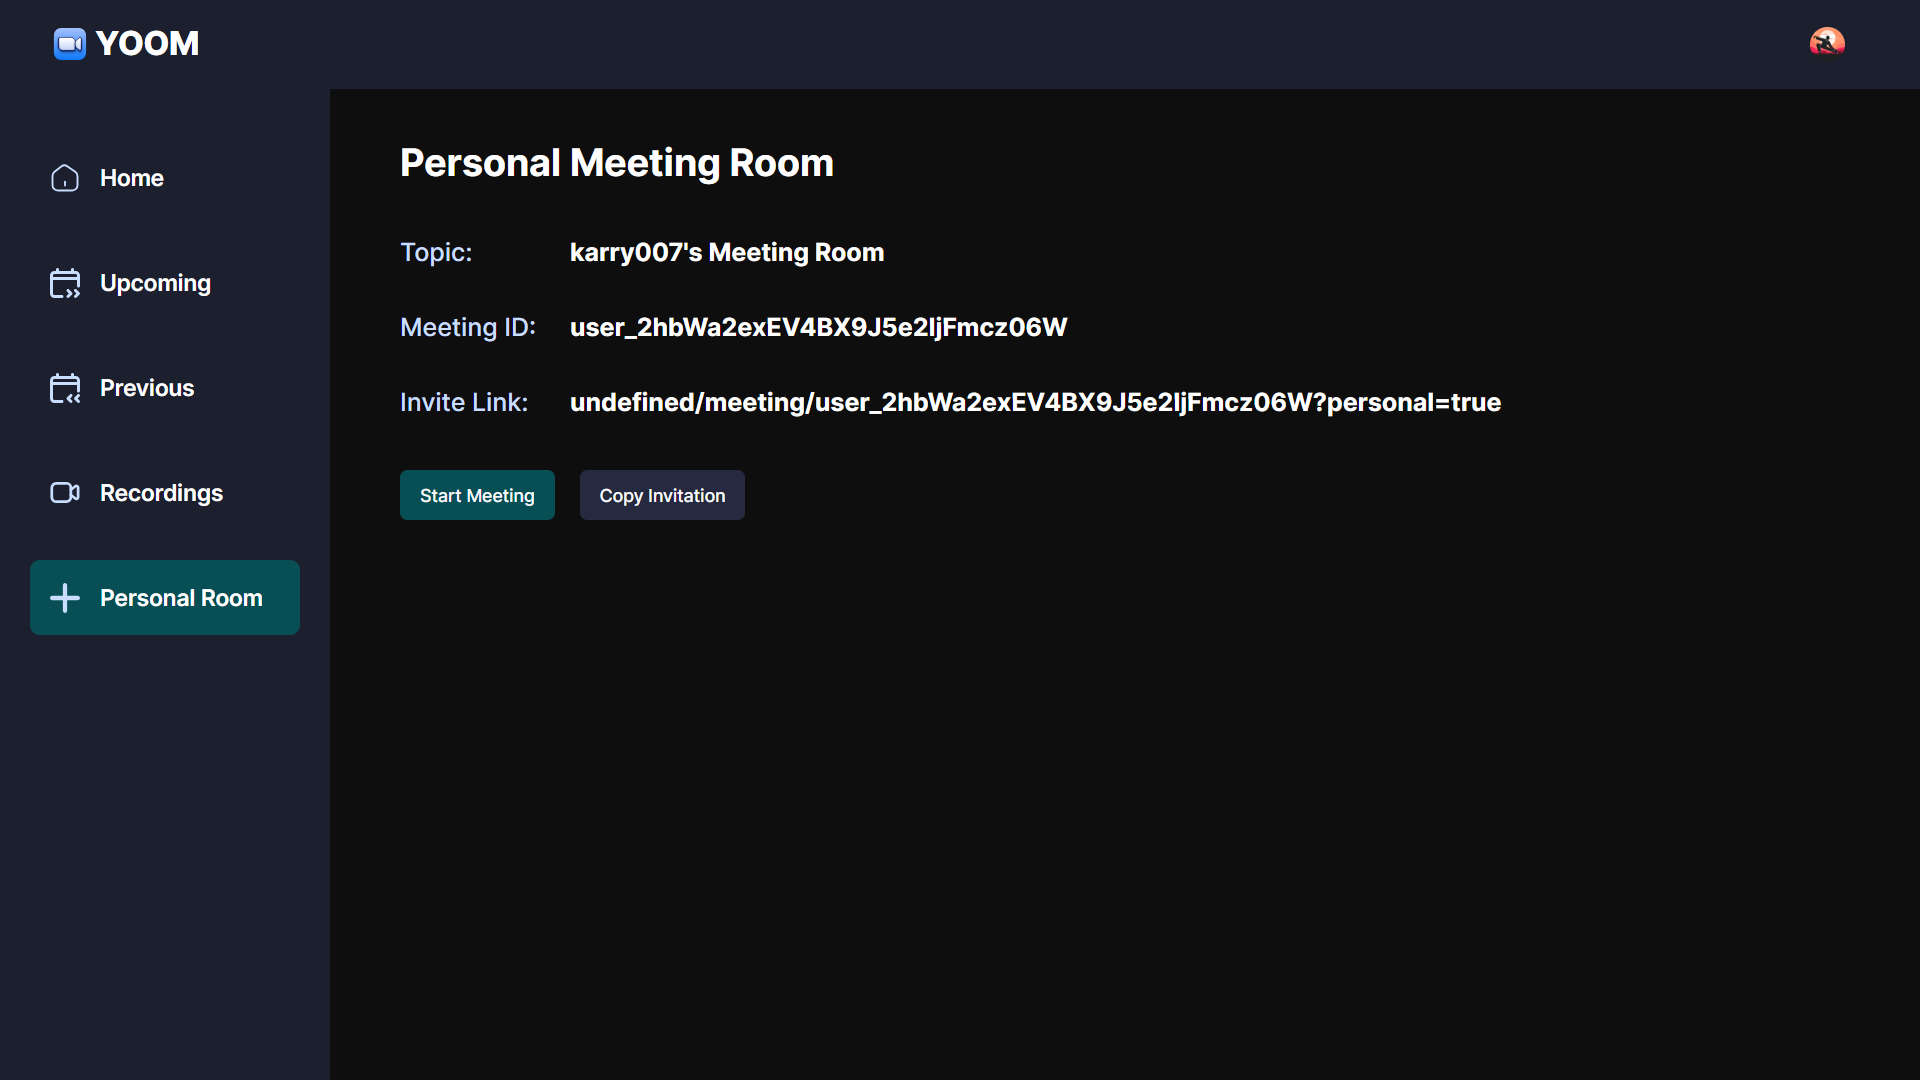 YOOM
Home
Upcoming
Previous
Recordings
Personal Room
Personal Meeting Room
Topic: karry007's Meeting Room
Meeting ID: user_2hbWa2exEV4BX9J5e2ljFmcz06W
Invite Link: undefined/meeting/user_2hbWa2exEV4BX9J5e2ljFmcz06W?personal=true
Start Meeting Copy Invitation